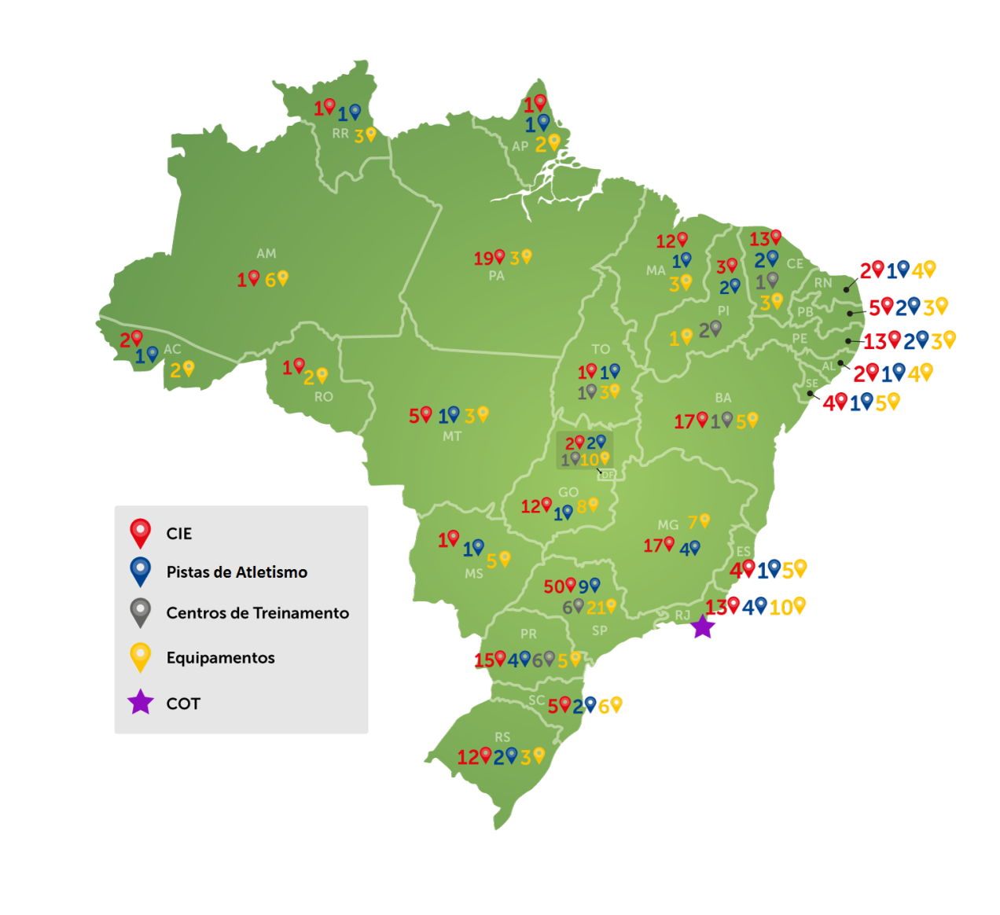 1 1
RR 3
1
1
AP 2
AM
1 6
19 3
PA
12
1
MA
3
3
2
PI
1 2
13
2
CE
1
3
RN
2 1 4
PB
5 2 3
PE
13 2 3
AL
2 1 4
SE
4 1 5
2
1
AC
2
1
2
RO
TO
1 1
1 3
BA
17 1 5
5 1 3
MT
2 2
1 10
DF
GO
12 1 8
MG 7
17 4
ES
4 1 5
1
1
MS 5
50 9
6 21
SP
RJ
13 4 10
PR
15 4 6 5
SC 5 2 6
RS
12 2 3
CIE
Pistas de Atletismo
Centros de Treinamento
Equipamentos
COT